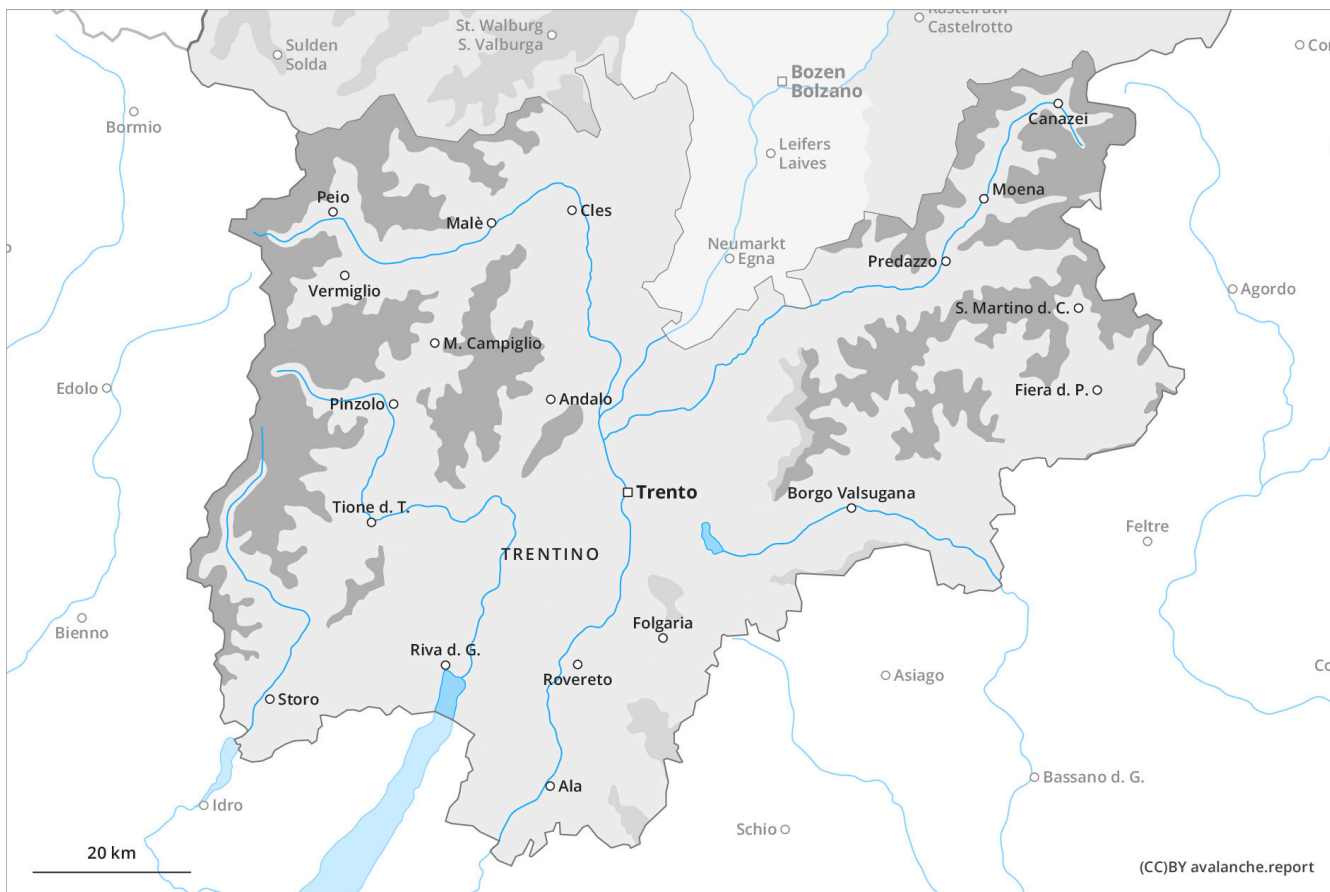 Kastelruth
Castelrotto
St. Walburg
S. Valburga
Sulden
Solda
Bozen
Bolzano
Bormio
Canazei
Leifers
Laives
Moena
Peio
Malè
Cles
Neumarkt
Egna
Predazzo
Vermiglio
Agordo
S. Martino d. C.
M. Campiglio
Edolo
Fiera d. P.
Pinzolo
Andalo
Trento
Borgo Valsugana
Tione d. T.
Feltre
TRENTINO
Bienno
Folgaria
Riva d. G.
Rovereto
Asiago
Storo
Bassano d. G.
Ala
Idro
Schio
20 km
(CC)BY avalanche.report